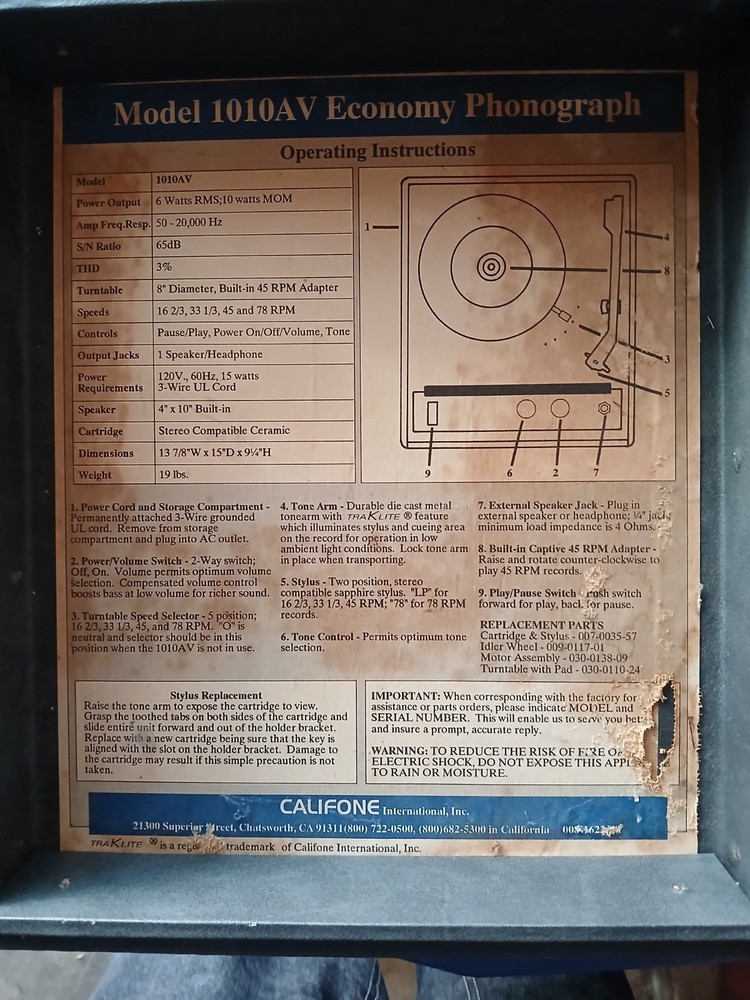 Model 1010AV Economy Phonograph
Operating Instructions
Model 1010AV
Power Output 6 Watts RMS;10 watts MOM
Amp Freq.Resp. 50 - 20,000 Hz
S/N Ratio 65dB
THD 3%
Turntable 8" Diameter, Built-in 45 RPM Adapter
Speeds 16 2/3, 33 1/3, 45 and 78 RPM
Controls Pause/Play, Power On/Off/Volume, Tone
Output Jacks 1 Speaker/Headphone
Power Requirements 120V., 60Hz, 15 watts
3-Wire UL Cord
Speaker 4" x 10" Built-in
Cartridge Stereo Compatible Ceramic
Dimensions 13 7/8"W x 15"D x 9¼"H
Weight 19 lbs.
1
4
8
3
5
9 6 2 7
1. Power Cord and Storage Compartment -
Permanently attached 3-Wire grounded
UL cord. Remove from storage
compartment and plug into AC outlet.
2. Power/Volume Switch - 2-Way switch;
Off, On. Volume permits optimum volume
selection. Compensated volume control
boosts bass at low volume for richer sound.
3. Turntable Speed Selector - 5 position;
16 2/3, 33 1/3, 45, and 78 RPM. "O" is
neutral and selector should be in this
position when the 1010AV is not in use.
4. Tone Arm - Durable die cast metal
tonearm with TRAKLITE ® feature
which illuminates stylus and cueing area
on the record for operation in low
ambient light conditions. Lock tone arm
in place when transporting.
5. Stylus - Two position, stereo
compatible sapphire stylus. "LP" for
16 2/3, 33 1/3, 45 RPM; "78" for 78 RPM
records.
6. Tone Control - Permits optimum tone
selection.
7. External Speaker Jack - Plug in
external speaker or headphone; ¼" jack
minimum load impedance is 4 Ohms.
8. Built-in Captive 45 RPM Adapter -
Raise and rotate counter-clockwise to
play 45 RPM records.
9. Play/Pause Switch - Push switch
forward for play, back for pause.
REPLACEMENT PARTS
Cartridge & Stylus - 007-0035-57
Idler Wheel - 009-0117-01
Motor Assembly - 030-0138-09
Turntable with Pad - 030-0110-24
Stylus Replacement
Raise the tone arm to expose the cartridge to view.
Grasp the toothed tabs on both sides of the cartridge and
slide entire unit forward and out of the holder bracket.
Replace with a new cartridge being sure that the key is
aligned with the slot on the holder bracket. Damage to
the cartridge may result if this simple precaution is not
taken.
IMPORTANT: When corresponding with the factory for
assistance or parts orders, please indicate MODEL and
SERIAL NUMBER. This will enable us to serve you
and insure a prompt, accurate reply.
WARNING: TO REDUCE THE RISK OF FIRE
ELECTRIC SHOCK, DO NOT EXPOSE THIS
TO RAIN OR MOISTURE.
CALIFONE International, Inc.
21300 Superior Street, Chatsworth, CA 91311(800) 722-0500, (800)682-5300 in California
TRAKLITE ® is a trademark of Califone International, Inc.